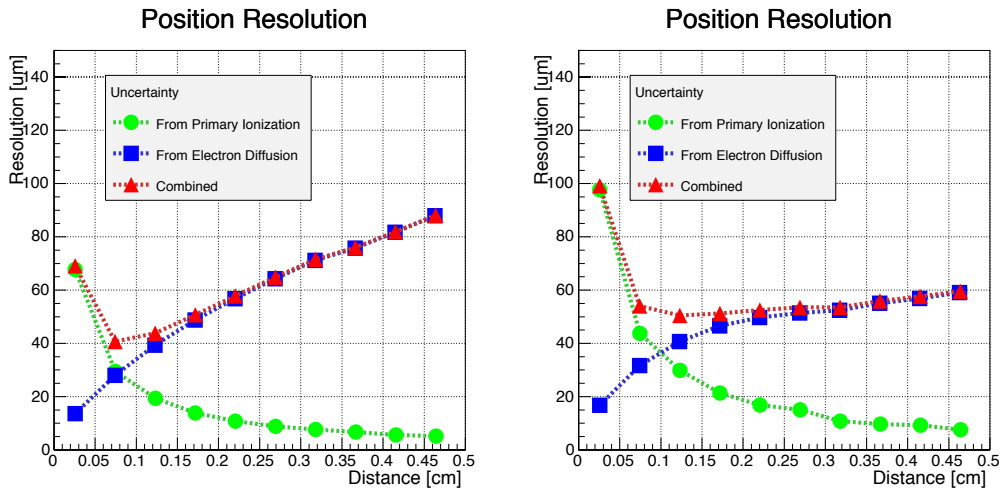 Position Resolution
Resolution [um]
140
120
100
80
60
40
20
0
Uncertainty
From Primary Ionization
From Electron Diffusion
Combined
0 0.05 0.1 0.15 0.2 0.25 0.3 0.35 0.4 0.45 0.5
Distance [cm]
Position Resolution
Resolution [um]
140
120
100
80
60
40
20
0
Uncertainty
From Primary Ionization
From Electron Diffusion
Combined
0 0.05 0.1 0.15 0.2 0.25 0.3 0.35 0.4 0.45 0.5
Distance [cm]